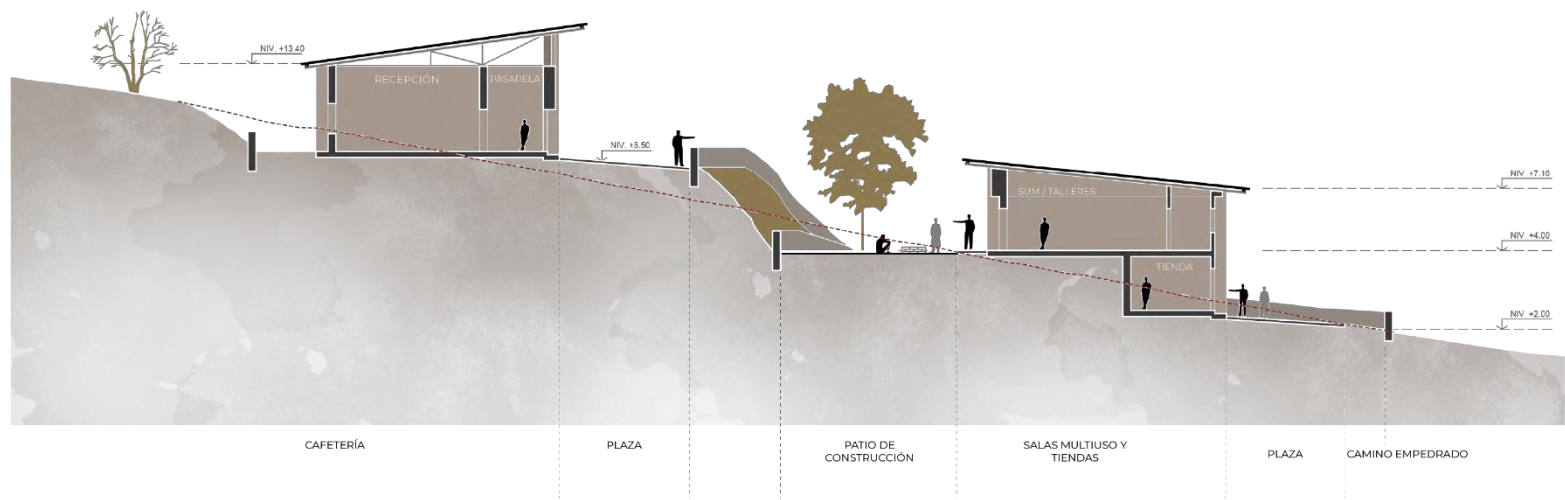 NIV. +13.40
RECEPCIÓN
PASARELA
NIV. +8.50
SUM / TALLERES
TIENDA
NIV. +7.10
NIV. +4.00
NIV. +2.00
CAFETERÍA
PLAZA
PATIO DE
CONSTRUCCIÓN
SALAS MULTIUSO Y
TIENDAS
PLAZA
CAMINO EMPEDRADO